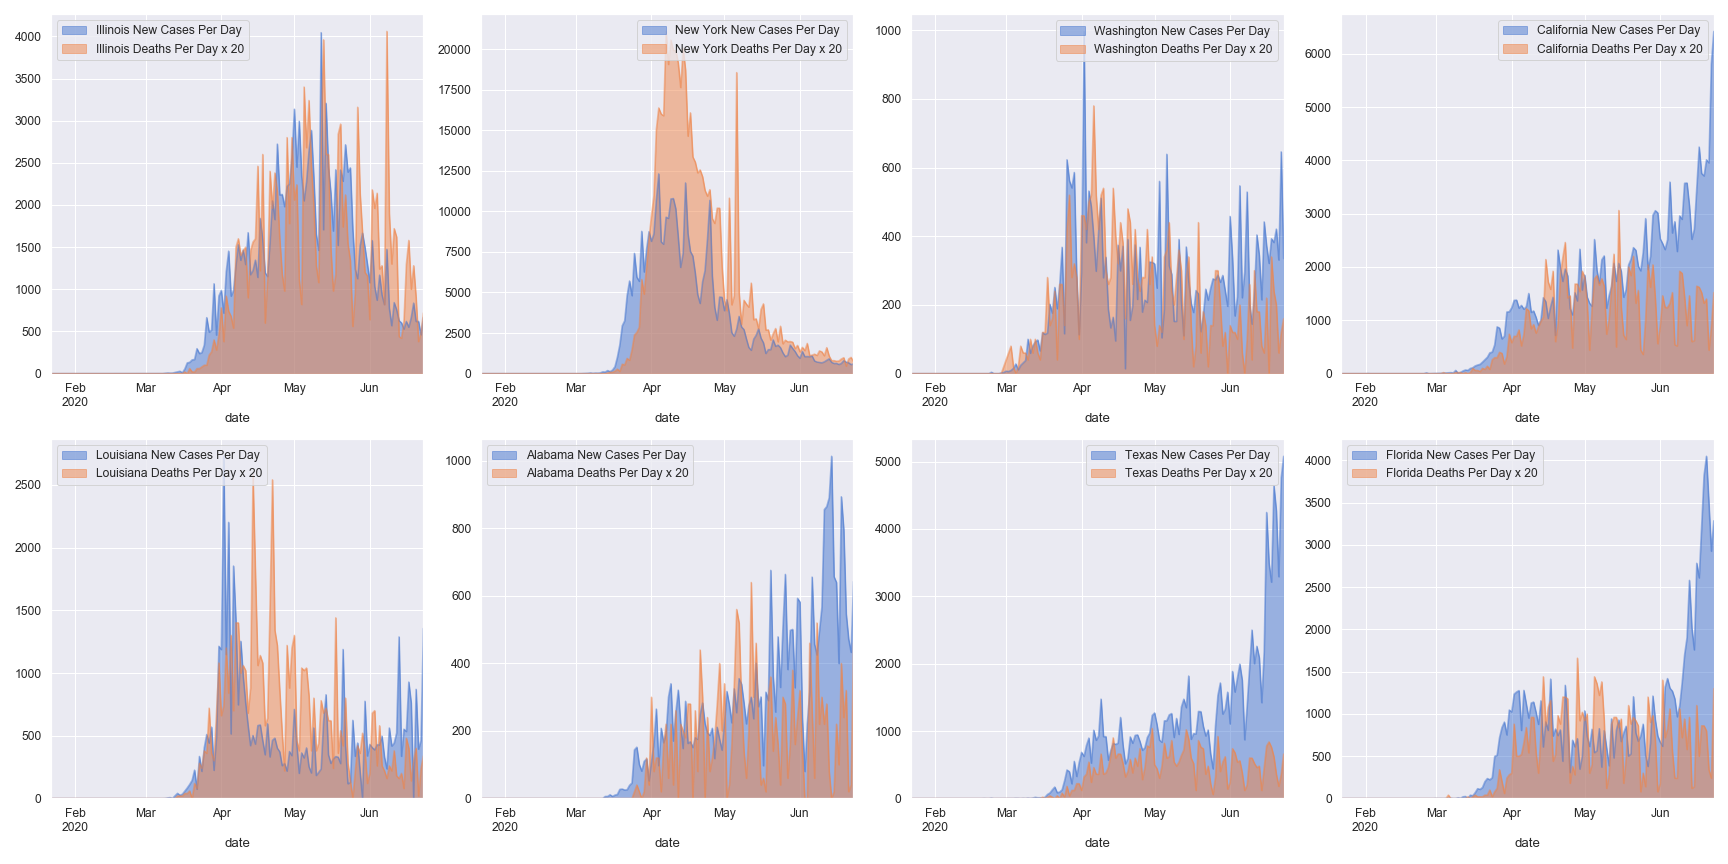 Illinois New Cases Per Day
Illinois Deaths Per Day x 20
4000
3500
3000
2500
2000
1500
1000
500
0
Feb
2020
Mar
Apr
May
Jun
date
New York New Cases Per Day
New York Deaths Per Day x 20
20000
17500
15000
12500
10000
7500
5000
2500
0
Feb
2020
Mar
Apr
May
Jun
date
Washington New Cases Per Day
Washington Deaths Per Day x 20
1000
800
600
400
200
0
Feb
2020
Mar
Apr
May
Jun
date
California New Cases Per Day
California Deaths Per Day x 20
6000
5000
4000
3000
2000
1000
0
Feb
2020
Mar
Apr
May
Jun
date
Louisiana New Cases Per Day
Louisiana Deaths Per Day x 20
2500
2000
1500
1000
500
0
Feb
2020
Mar
Apr
May
Jun
date
Alabama New Cases Per Day
Alabama Deaths Per Day x 20
1000
800
600
400
200
0
Feb
2020
Mar
Apr
May
Jun
date
Texas New Cases Per Day
Texas Deaths Per Day x 20
5000
4000
3000
2000
1000
0
Feb
2020
Mar
Apr
May
Jun
date
Florida New Cases Per Day
Florida Deaths Per Day x 20
4000
3500
3000
2500
2000
1500
1000
500
0
Feb
2020
Mar
Apr
May
Jun
date